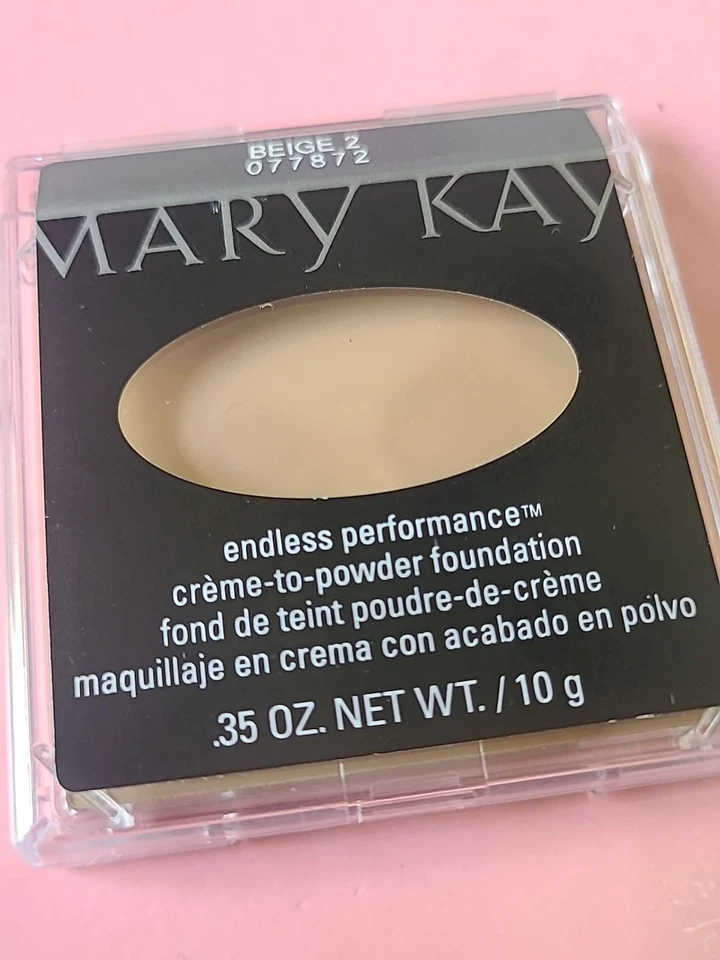 BEIGE 2
077872
MARY KAY
endless performance™
crème-to-powder foundation
fond de teint poudre-de-crème
maquillaje en crema con acabado en polvo
.35 OZ. NET WT. / 10 g